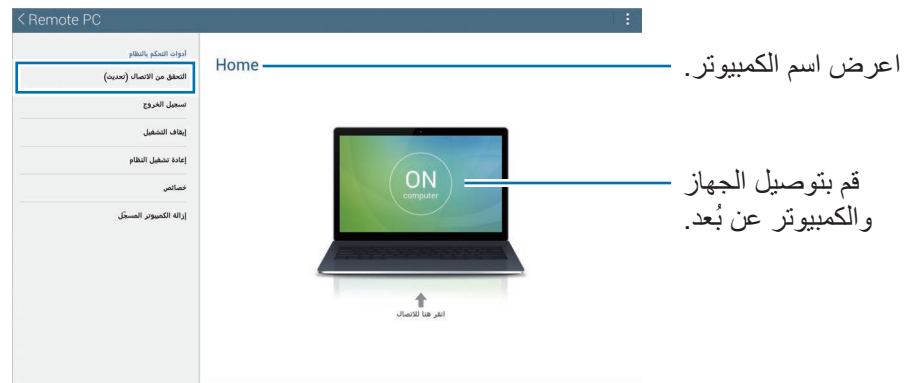 < Remote PC
أدوات التحكم بالنظام
التحقق من الاتصال (تحديث)
تسجيل الخروج
إيقاف التشغيل
إعادة تشغيل النظام
خصائص
إزالة الكمبيوتر المسجّل
Home
اعرض اسم الكمبيوتر.
ON
computer
قم بتوصيل الجهاز
والكمبيوتر عن بُعد.
انقر هنا للاتصال